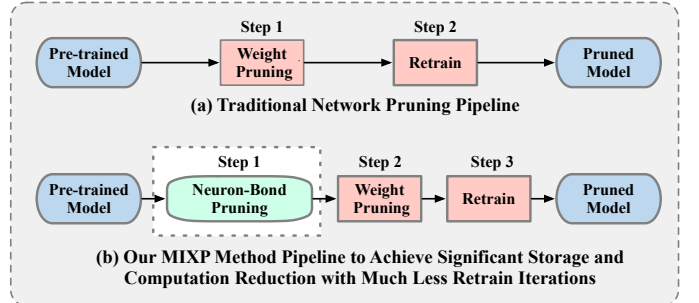 Step 1
Step 2
Pre-trained
Model
Weight
Pruning
Retrain
Pruned
Model
(a) Traditional Network Pruning Pipeline
Step 1
Step 2
Step 3
Pre-trained
Model
Neuron-Bond
Pruning
Weight
Pruning
Retrain
Pruned
Model
(b) Our MIXP Method Pipeline to Achieve Significant Storage and
Computation Reduction with Much Less Retrain Iterations